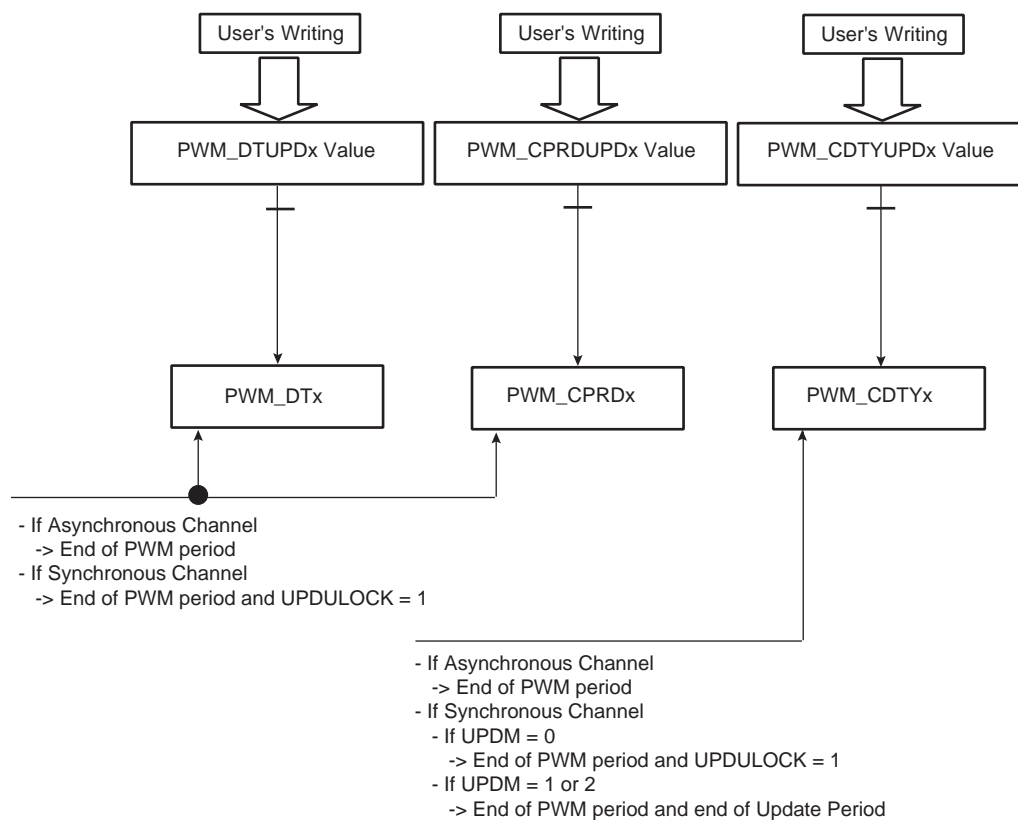 User's Writing
User's Writing
User's Writing
PWM_DTUPDx Value
PWM_CPRDUPDx Value
PWM_CDTYUPDx Value
PWM_DTx
PWM_CPRDx
PWM_CDTYx
- If Asynchronous Channel
-> End of PWM period
- If Synchronous Channel
-> End of PWM period and UPDULOCK = 1
- If Asynchronous Channel
-> End of PWM period
- If Synchronous Channel
- If UPDM = 0
-> End of PWM period and UPDULOCK = 1
- If UPDM = 1 or 2
-> End of PWM period and end of Update Period